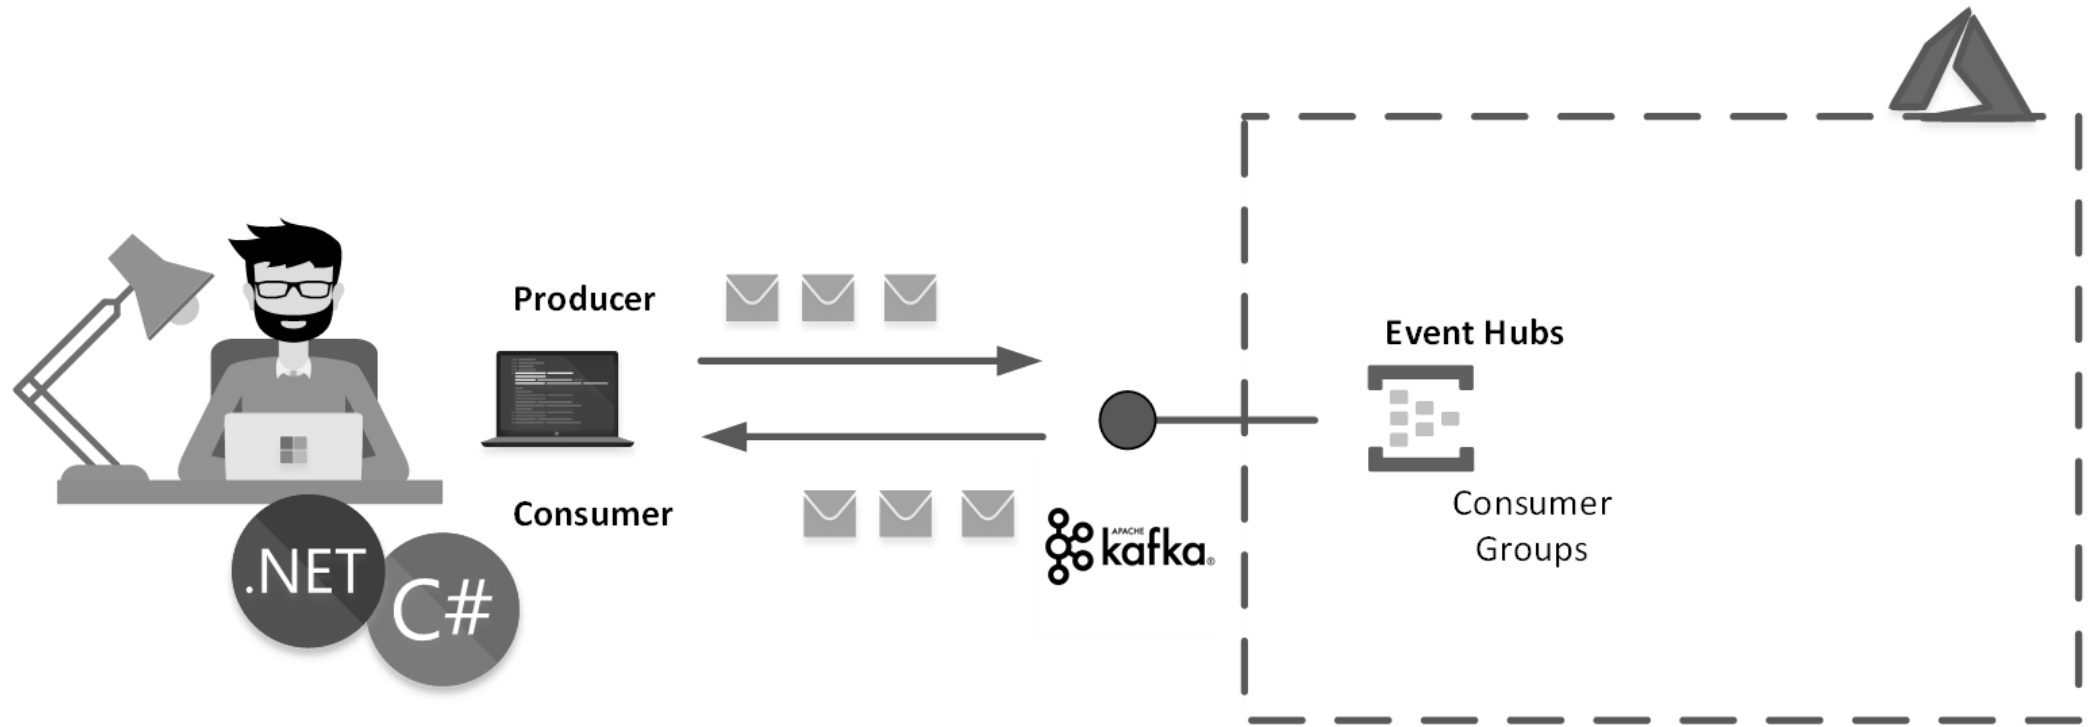 Producer
Event Hubs
Consumer
Consumer
Groups
APACHE
kafka®
.NET
C#